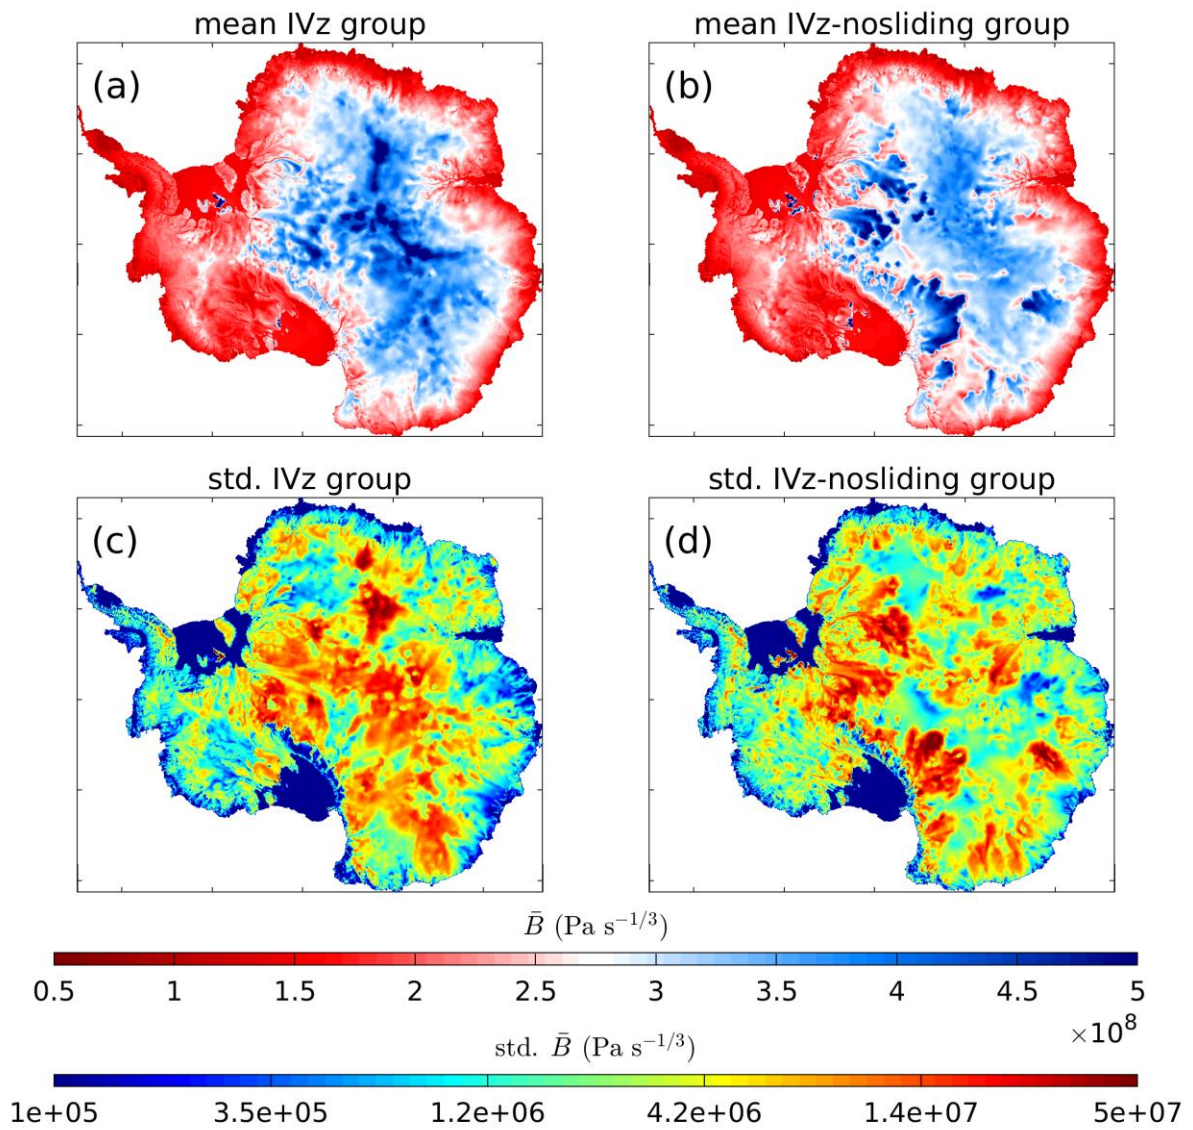 mean IVz group mean IVz-nosliding group
(a) (b)
std. IVz group std. IVz-nosliding group
(c) (d)
B̄ (Pa s⁻¹/³)
0.5 1 1.5 2 2.5 3 3.5 4 4.5 5
×10⁸
std. B̄ (Pa s⁻¹/³)
1e+05 3.5e+05 1.2e+06 4.2e+06 1.4e+07 5e+07